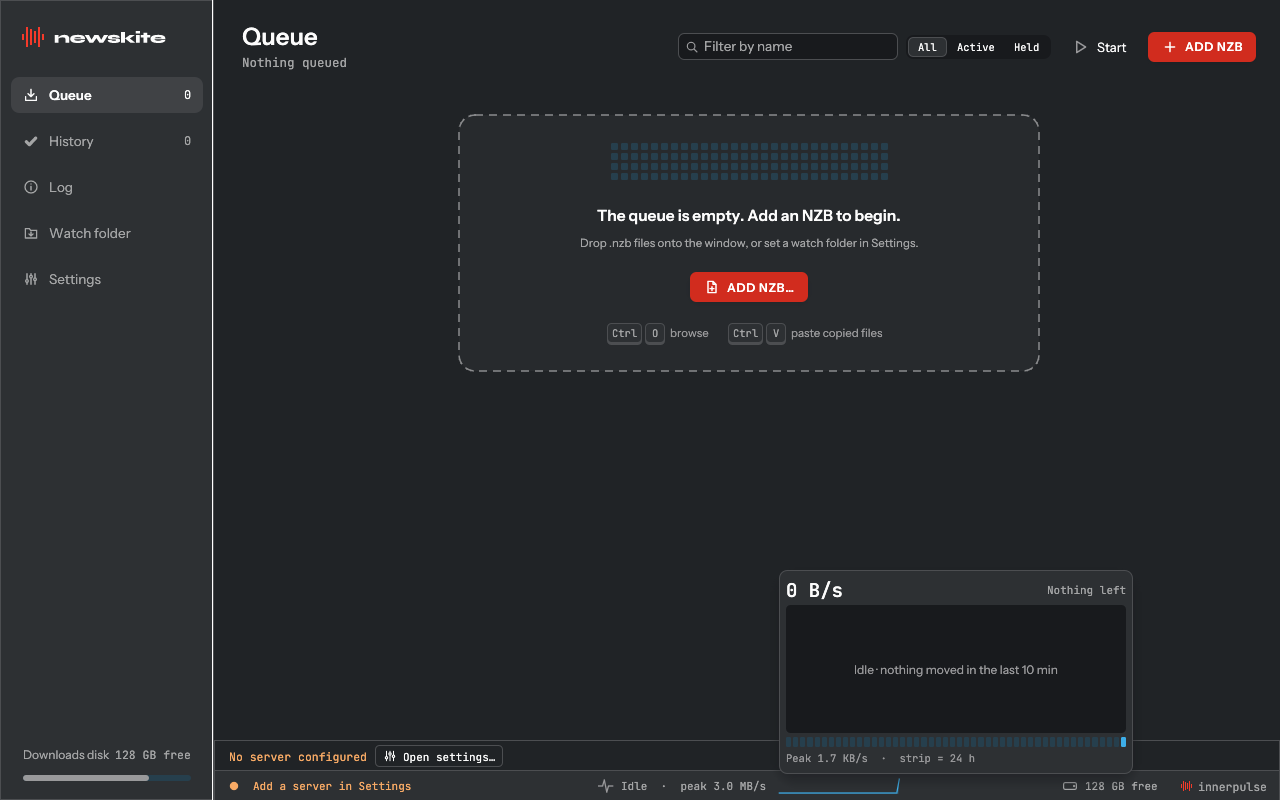 newskite
Queue 0
History 0
Log
Watch folder
Settings
Downloads disk 128 GB free
Queue
Nothing queued
Filter by name
All Active Held
Start
ADD NZB
The queue is empty. Add an NZB to begin.
Drop .nzb files onto the window, or set a watch folder in Settings.
ADD NZB…
Ctrl O browse Ctrl V paste copied files
0 B/s Nothing left
Idle · nothing moved in the last 10 min
Peak 1.7 KB/s · strip = 24 h
No server configured Open settings…
Add a server in Settings
Idle · peak 3.0 MB/s
128 GB free
innerpulse